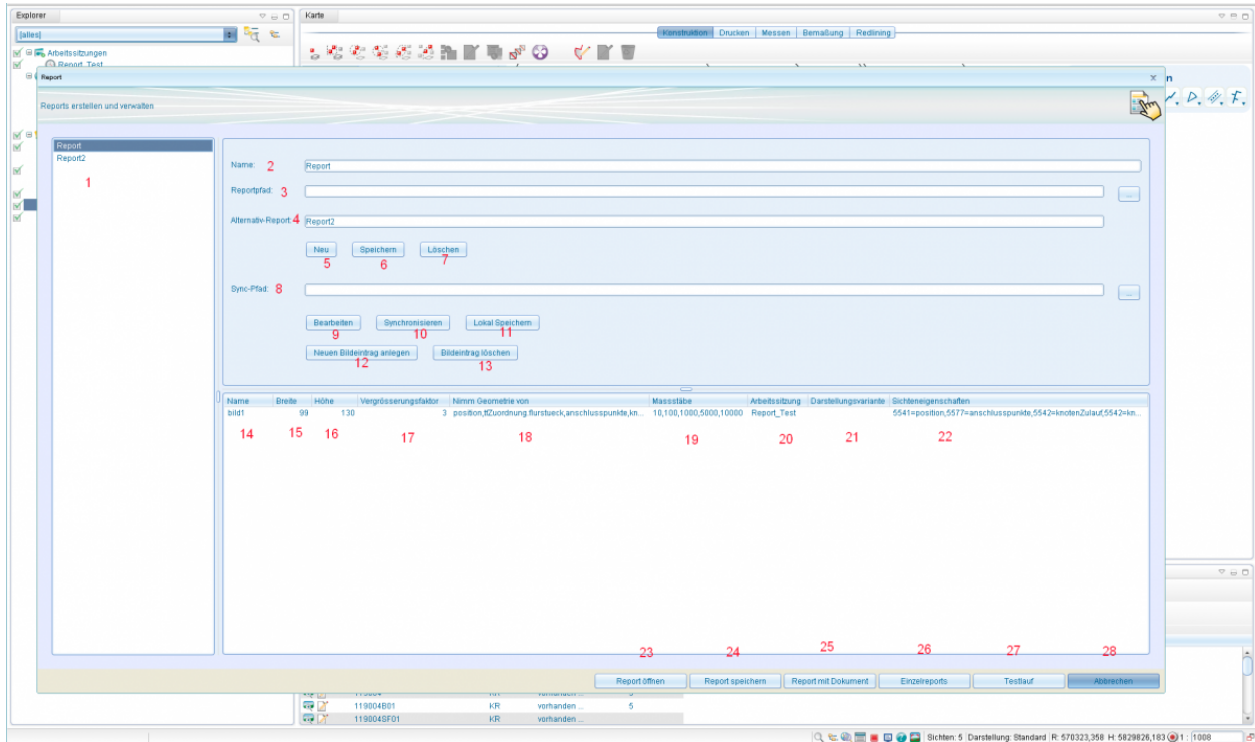 Explorer
Karte
[alles]
Konstruktion Drucken Messen Bemaßung Redlining
Arbeitssitzungen
Report_Test
Report
Reports erstellen und verwalten
Report
Report2
1
Name: 2 Report
Reportpfad: 3 ...
Alternativ-Report: 4 Report2
Neu Speichern Löschen
5 6 7
Sync-Pfad: 8 ...
Bearbeiten Synchronisieren Lokal Speichern
9 10 11
Neuen Bildeintrag anlegen Bildeintrag löschen
12 13
Name Breite Höhe Vergrösserungsfaktor Nimm Geometrie von Massstäbe Arbeitssitzung Darstellungsvariante Sichteneigenschaften
bild1 99 130 3 position,tlZuordnung.flurstueck,anschlusspunkte,kn... 10,100,1000,5000,10000 Report_Test 5541=position,5577=anschlusspunkte,5542=knotenZulauf,5542=kn...
14 15 16 17 18 19 20 21 22
23 24 25 26 27 28
Report öffnen Report speichern Report mit Dokument Einzelreports Testlauf Abbrechen
119004B01 KR vorhanden ... 5
119004SF01 KR vorhanden ...
Sichten: 5 Darstellung: Standard R: 570323,358 H: 5829826,183 1 : 1008